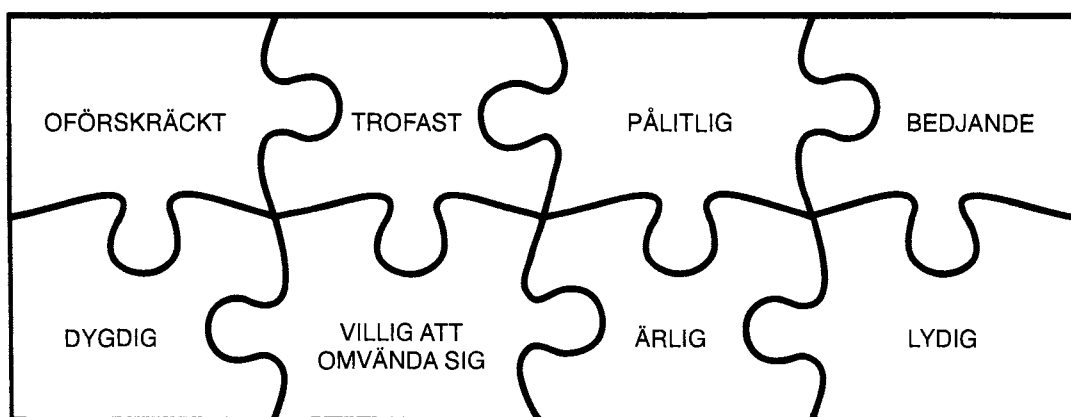 OFÖRSKRÄCKT
TROFAST
PÅLITLIG
BEDJANDE
DYGDIG
VILLIG ATT
OMVÄNDA SIG
ÄRLIG
LYDIG